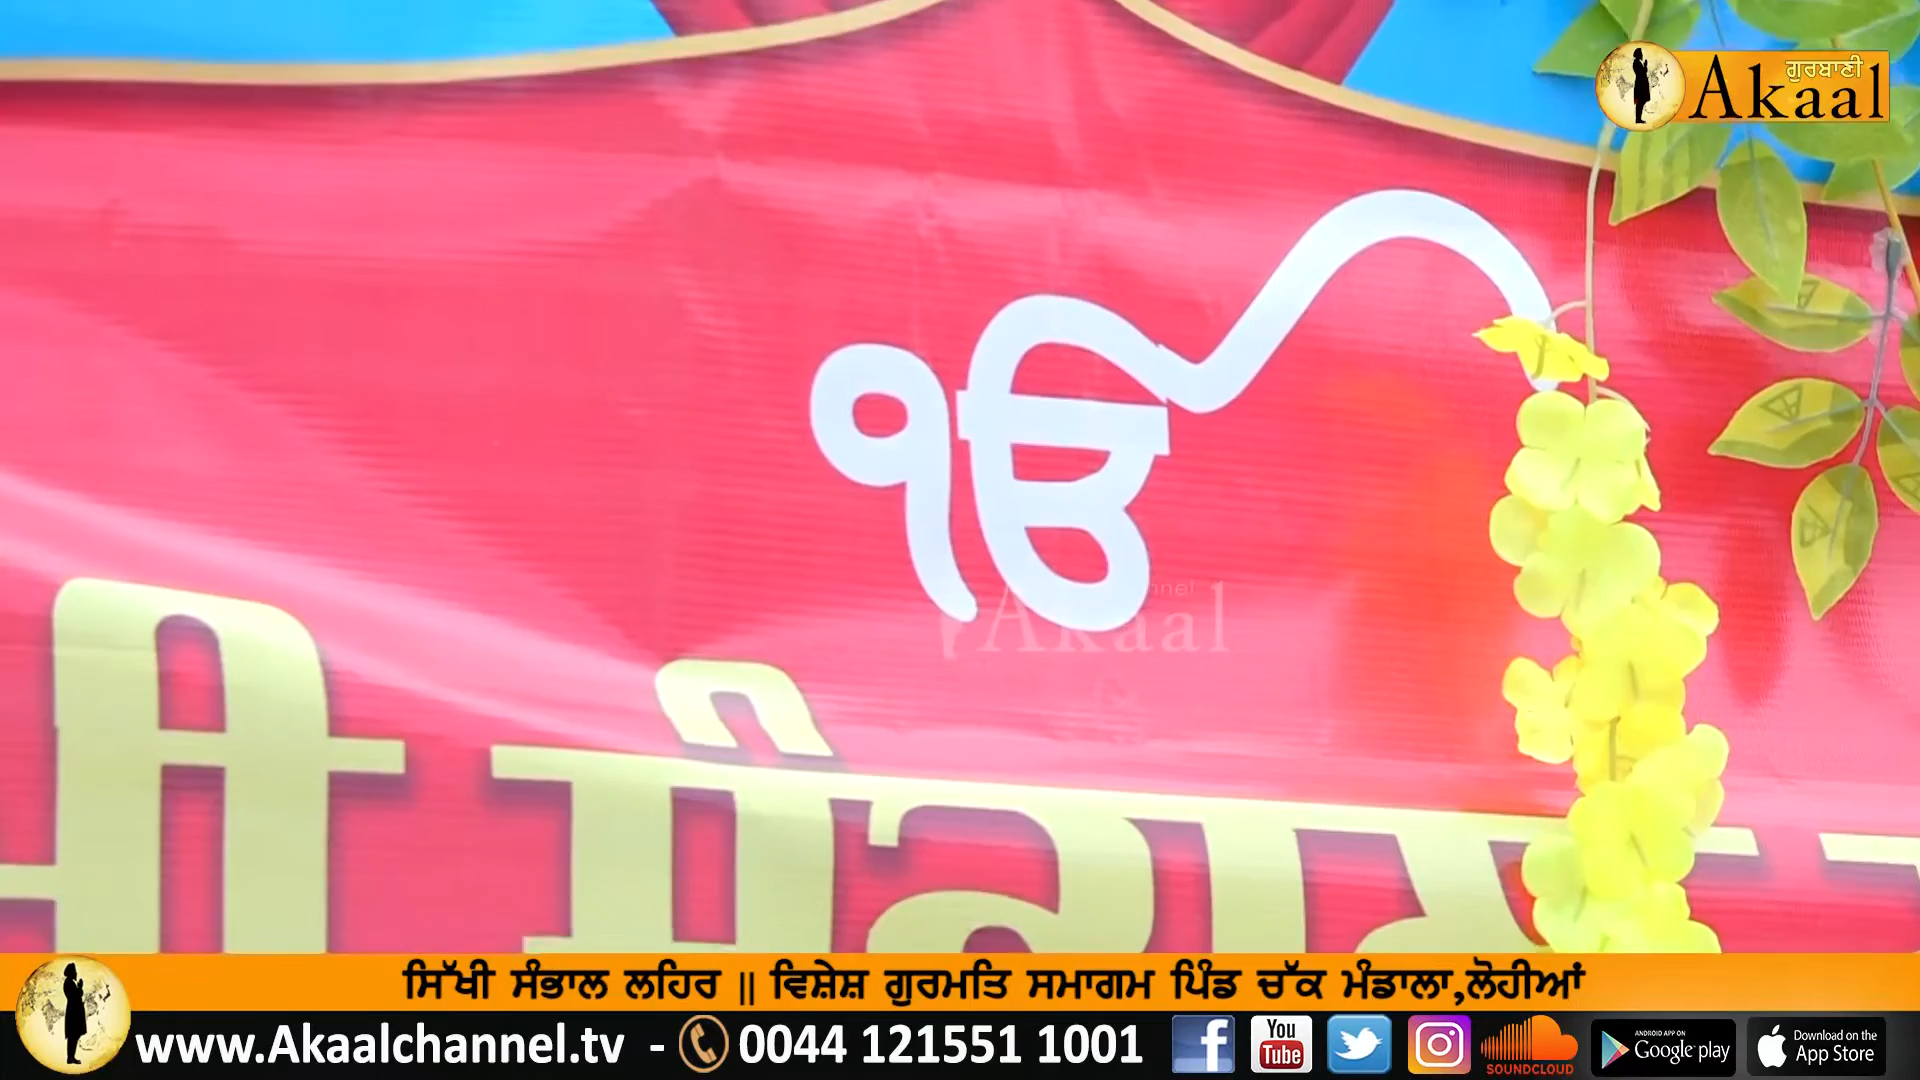 ਗੁਰਬਾਣੀ
Akaal
ੴ
Akaal
ਸਿੱਖੀ ਸੰਭਾਲ ਲਹਿਰ || ਵਿਸ਼ੇਸ਼ ਗੁਰਮਤਿ ਸਮਾਗਮ ਪਿੰਡ ਚੱਕ ਮੰਡਾਲਾ,ਲੋਹੀਆਂ
www.Akaalchannel.tv - 0044 121551 1001
You Tube
SOUNDCLOUD
ANDROID APP ON
Google play
Download on the
App Store